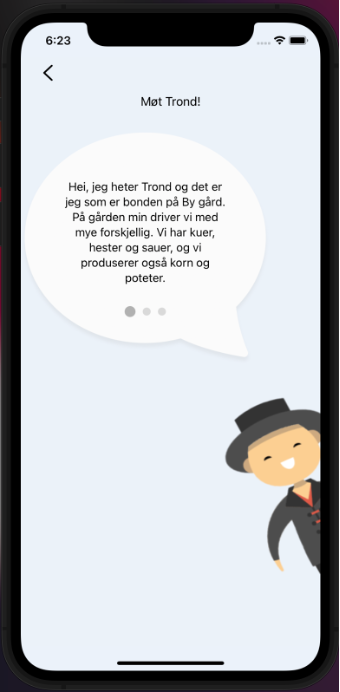 6:23
Møt Trond!
Hei, jeg heter Trond og det er
jeg som er bonden på By gård.
På gården min driver vi med
mye forskjellig. Vi har kuer,
hester og sauer, og vi
produserer også korn og
poteter.